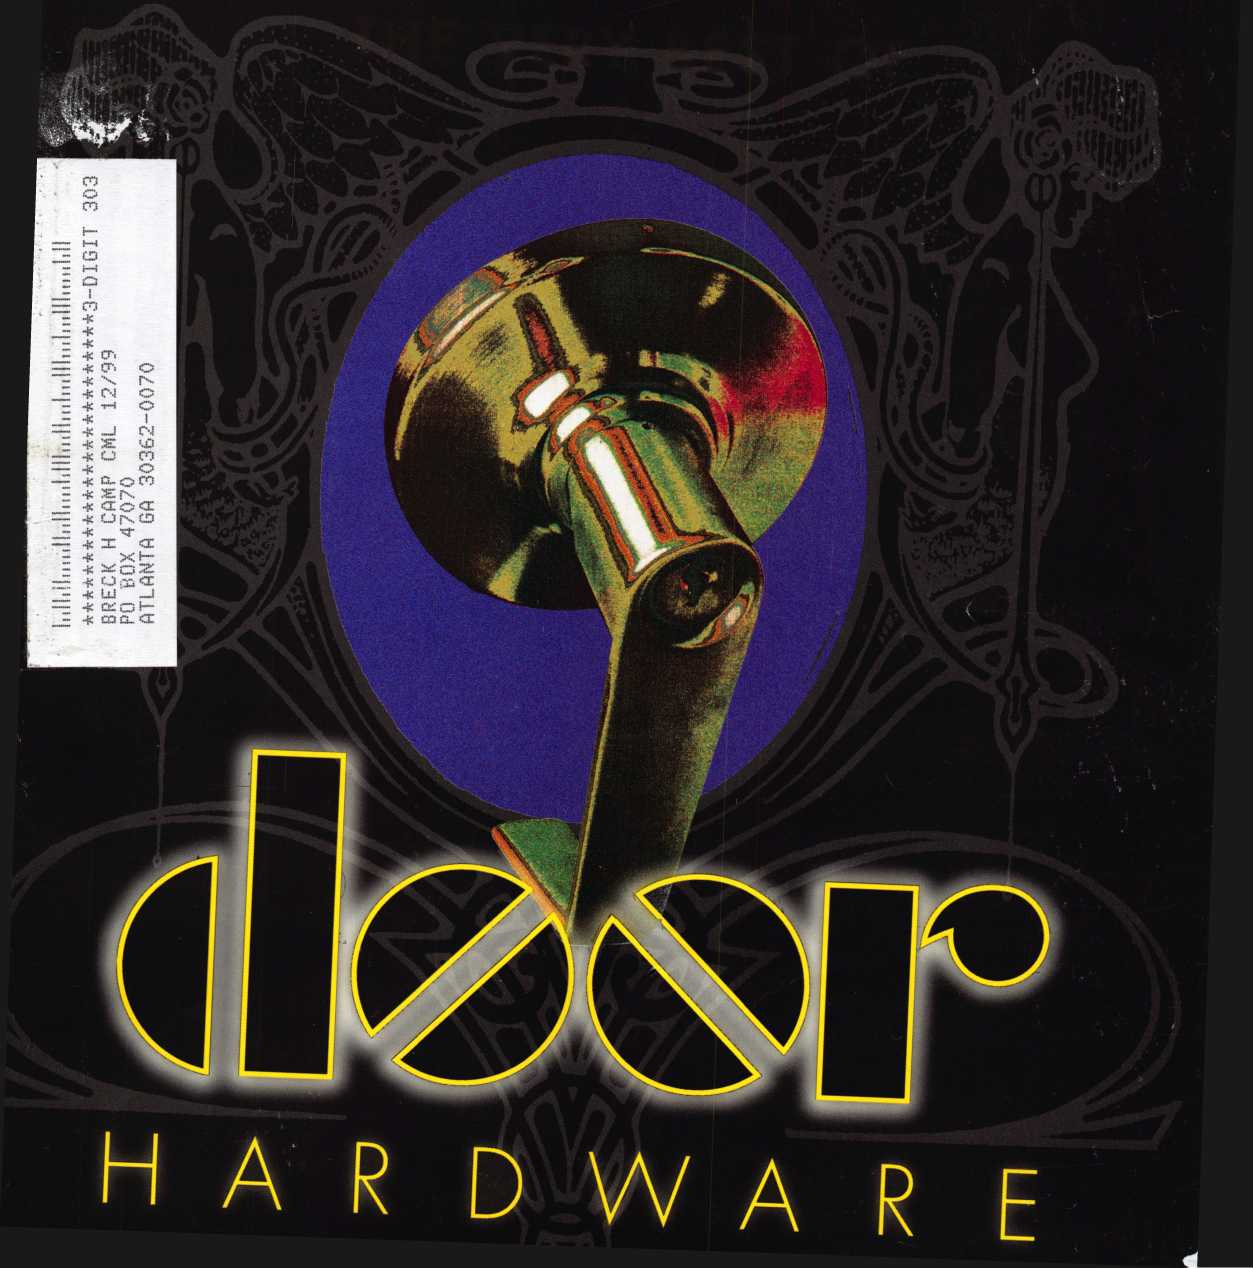 ***************************3-DIGIT 303
BRECK H CAMP CML 12/99
PO BOX 47070
ATLANTA GA 30362-0070
door
HARDWARE